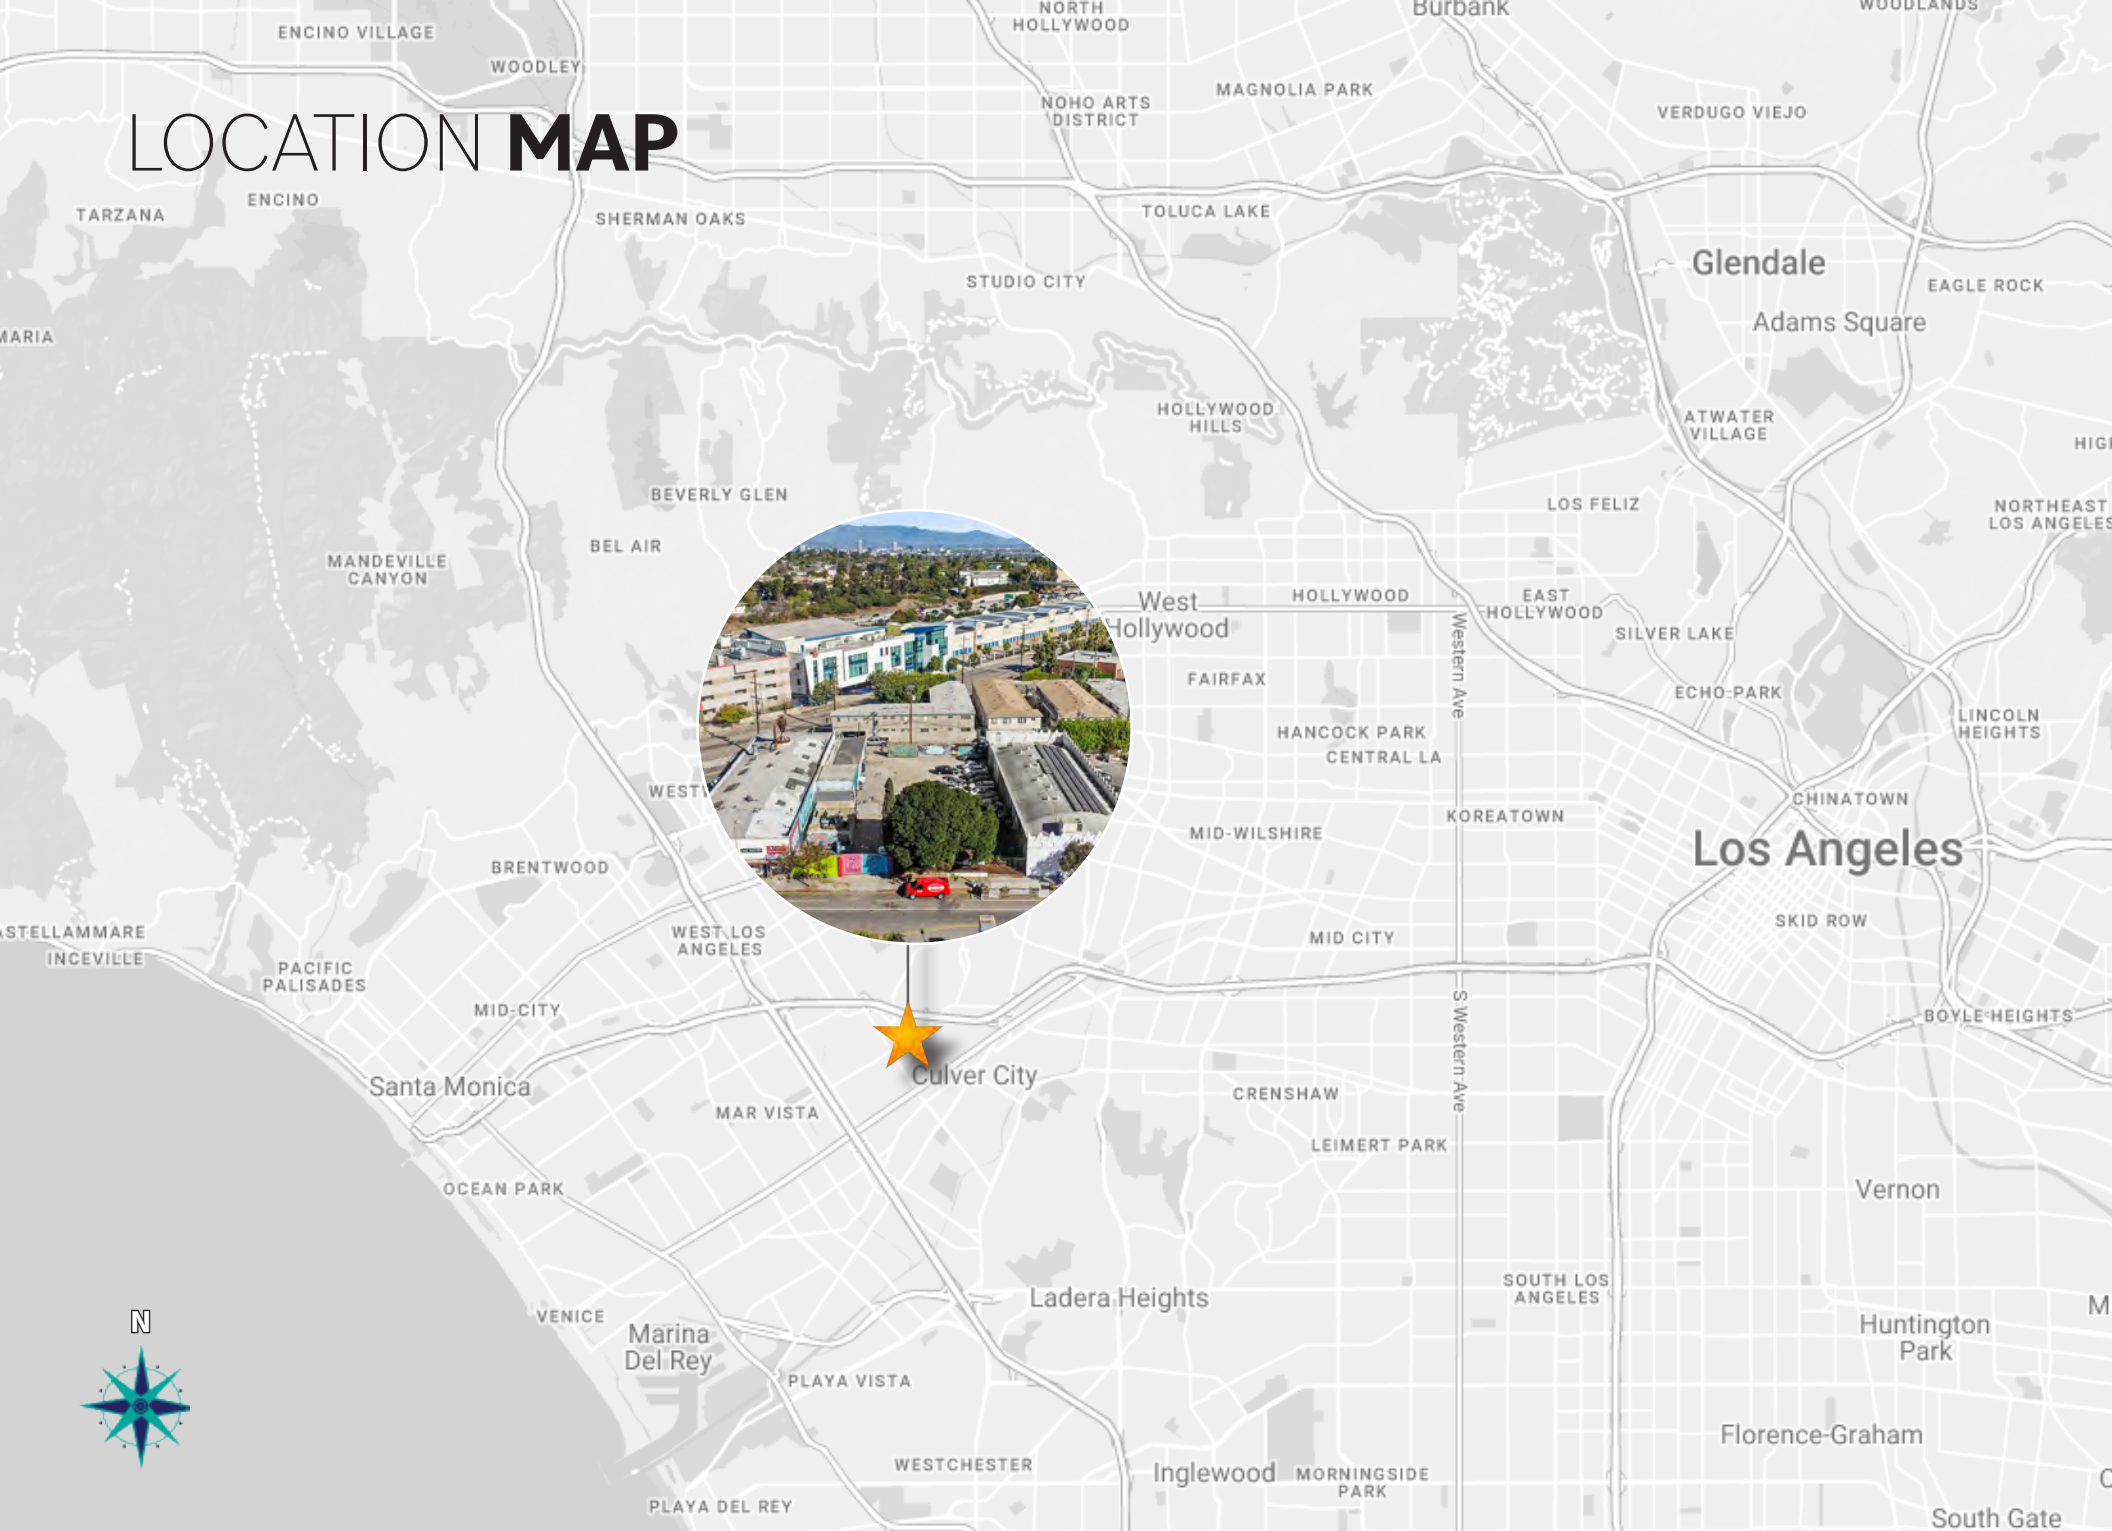 NORTH
HOLLYWOOD
Burbank
WOODLANDS
ENCINO VILLAGE
WOODLEY
MAGNOLIA PARK
NOHO ARTS
DISTRICT
VERDUGO VIEJO
LOCATION MAP
ENCINO
TARZANA
SHERMAN OAKS
TOLUCA LAKE
Glendale
STUDIO CITY
EAGLE ROCK
Adams Square
MARIA
HOLLYWOOD
HILLS
ATWATER
VILLAGE
HIGH
BEVERLY GLEN
LOS FELIZ
NORTHEAST
LOS ANGELES
BEL AIR
MANDEVILLE
CANYON
West
Hollywood
HOLLYWOOD
EAST
HOLLYWOOD
SILVER LAKE
Western Ave
FAIRFAX
ECHO PARK
LINCOLN
HEIGHTS
HANCOCK PARK
CENTRAL LA
WESTW
CHINATOWN
KOREATOWN
MID-WILSHIRE
Los Angeles
BRENTWOOD
SKID ROW
ASTELLAMMARE
INCEVILLE
WEST LOS
ANGELES
MID CITY
PACIFIC
PALISADES
MID-CITY
S Western Ave
BOYLE HEIGHTS
Culver City
Santa Monica
CRENSHAW
MAR VISTA
LEIMERT PARK
OCEAN PARK
Vernon
SOUTH LOS
ANGELES
Ladera Heights
N
VENICE
Marina
Del Rey
M
Huntington
Park
PLAYA VISTA
Florence-Graham
WESTCHESTER
Inglewood
MORNINGSIDE
PARK
C
PLAYA DEL REY
South Gate